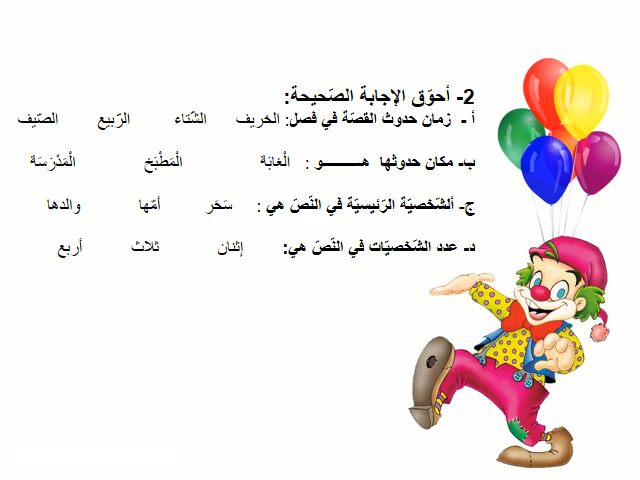 2- أحوّق الإجابة الصّحيحة:
أ - زمان حدوث القصّة في فصل: الخريف الشّتاء الرّبيع الصّيف
ب- مكان حدوثها هـــــــــو : الْغابَة الْمَطْبَخ الْمَدْرَسَة
ج- ألشّخصيّة الرّئيسيّة في النّصّ هي : سَحَر أمّها والدها
د- عدد الشّخصيّات في النّصّ هي: إثنان ثلاث أربع